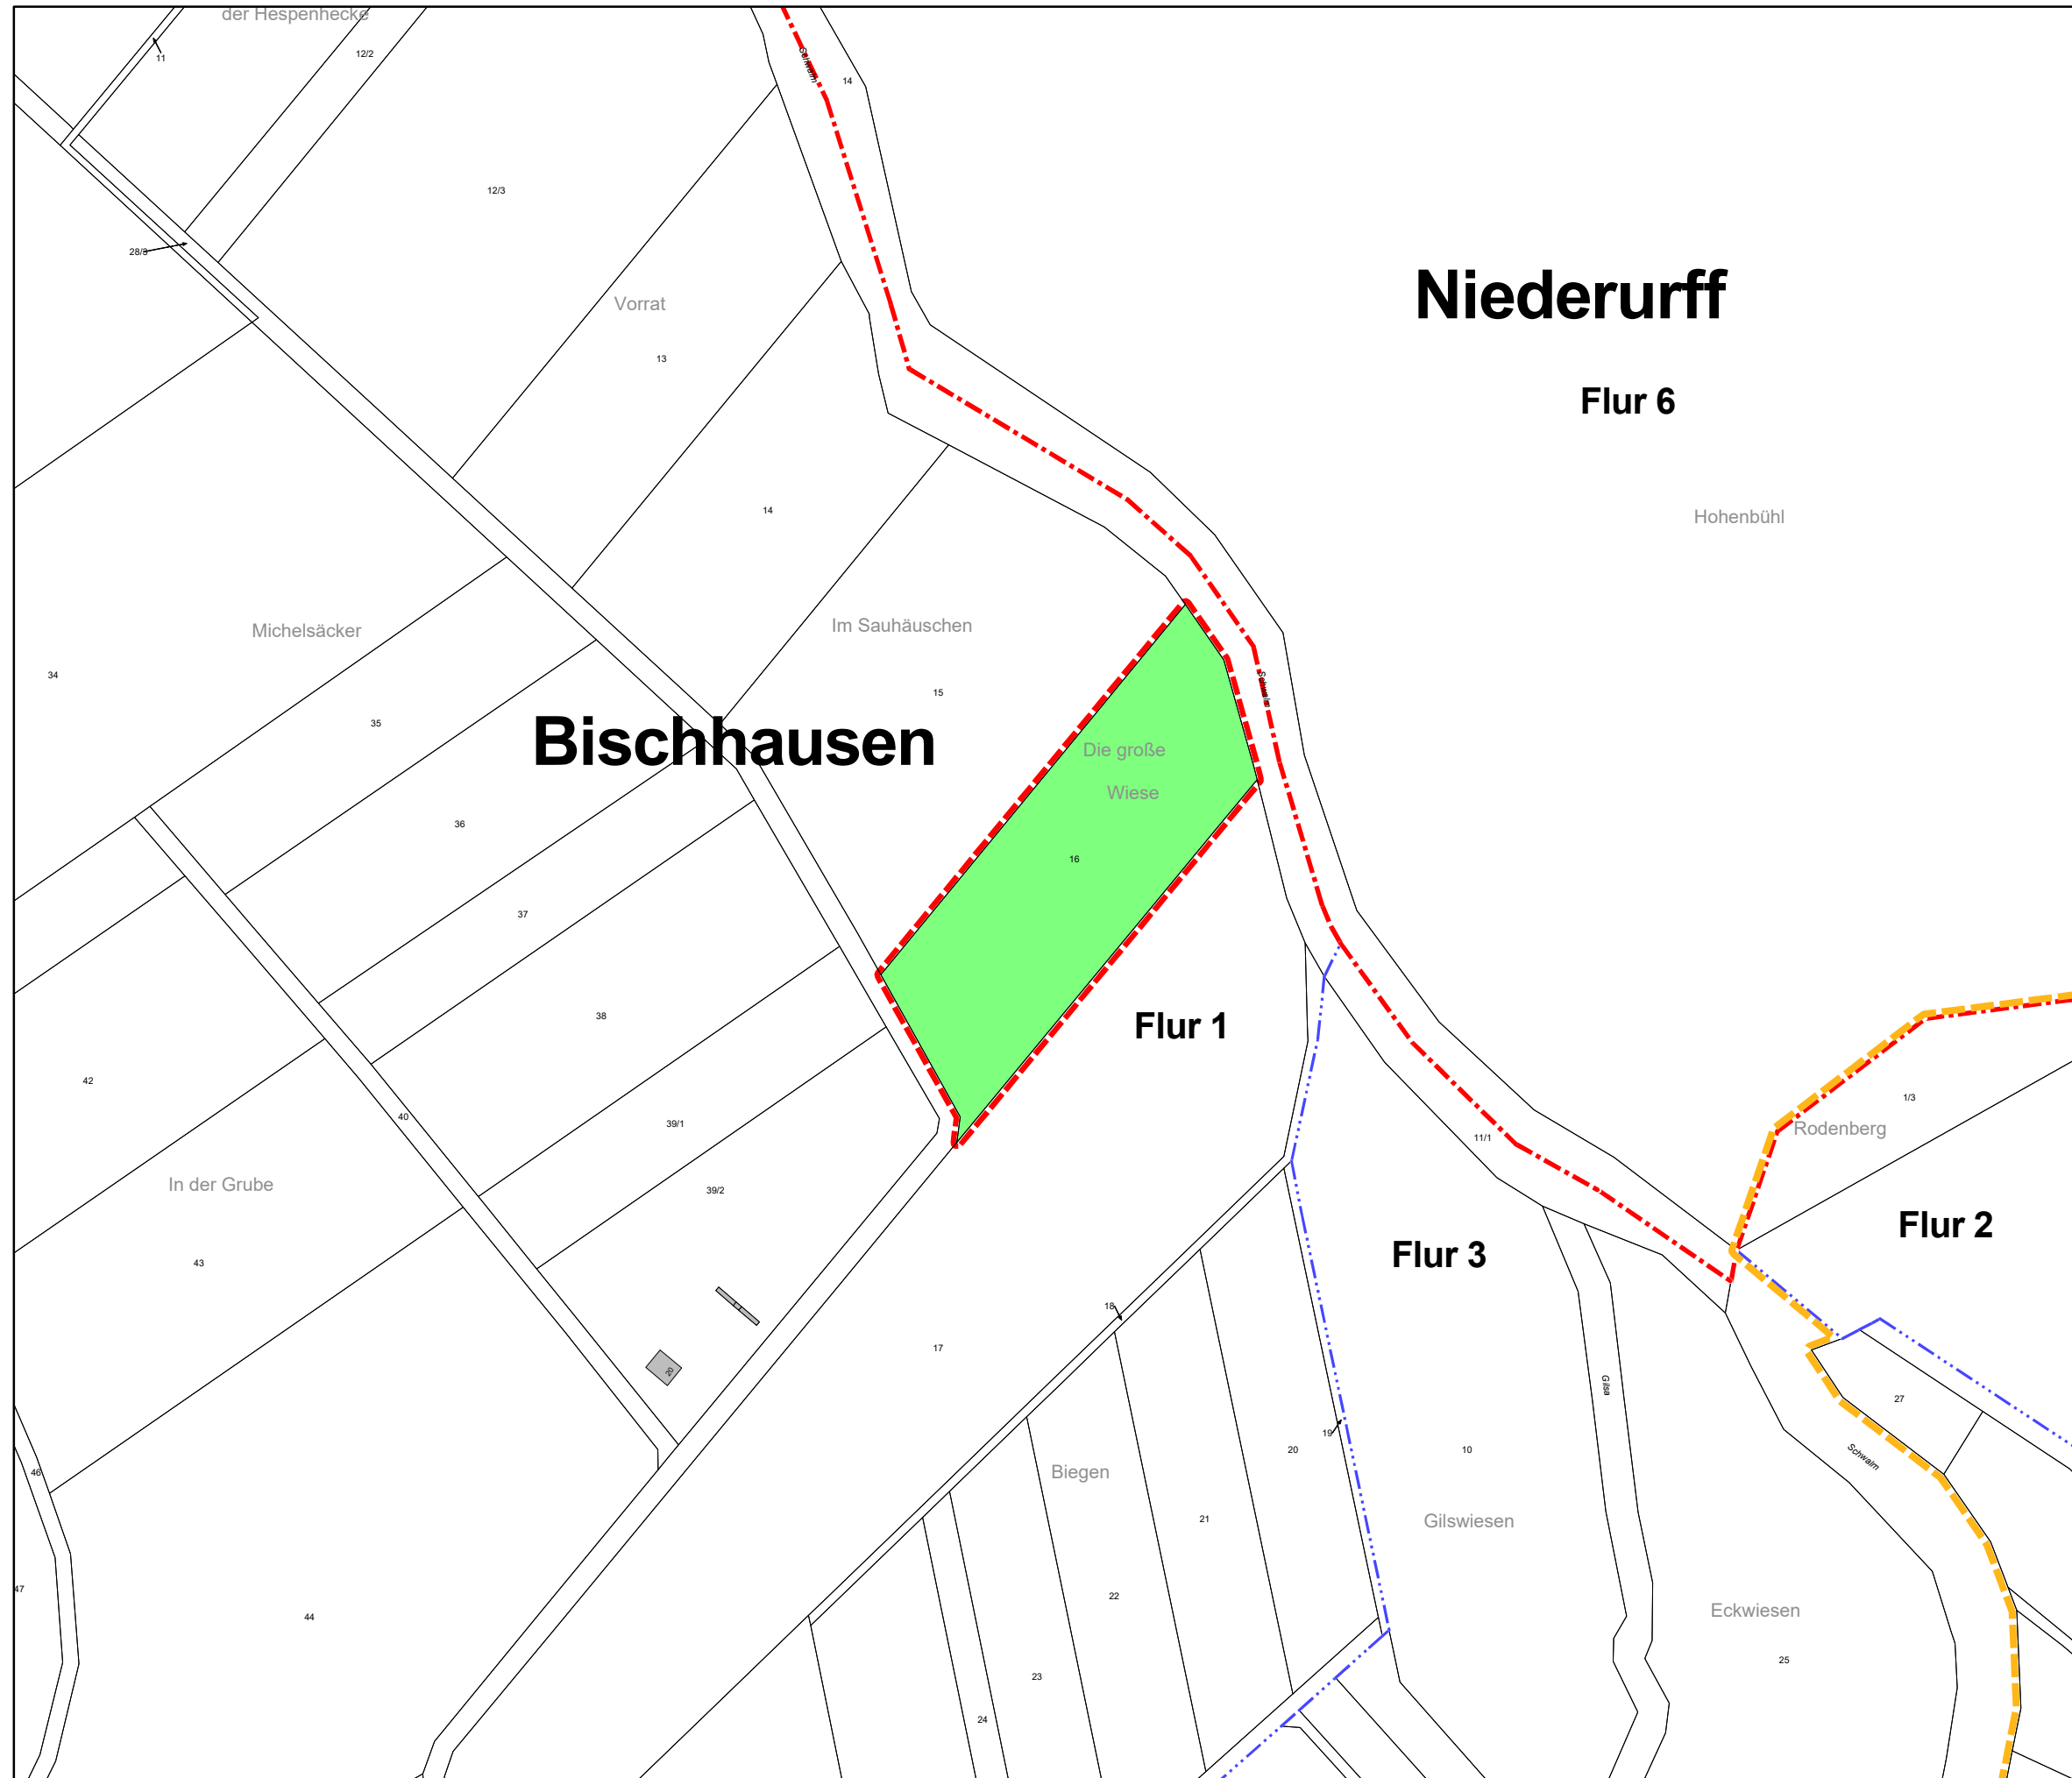 der Hespenhecke
11
12/2
Schwalm
14
12/3
28/3
Niederurff
Vorrat
13
Flur 6
14
Hohenbühl
Michelsäcker
Im Sauhäuschen
34
15
Schwalm
35
Bischhausen
Die große
Wiese
36
16
37
38
Flur 1
42
40
39/1
1/3
Rodenberg
11/1
In der Grube
39/2
Flur 2
43
Flur 3
18
17
20
Gilsa
27
19
20
10
Schwalm
46
Biegen
21
Gilswiesen
47
44
22
Eckwiesen
23
25
24